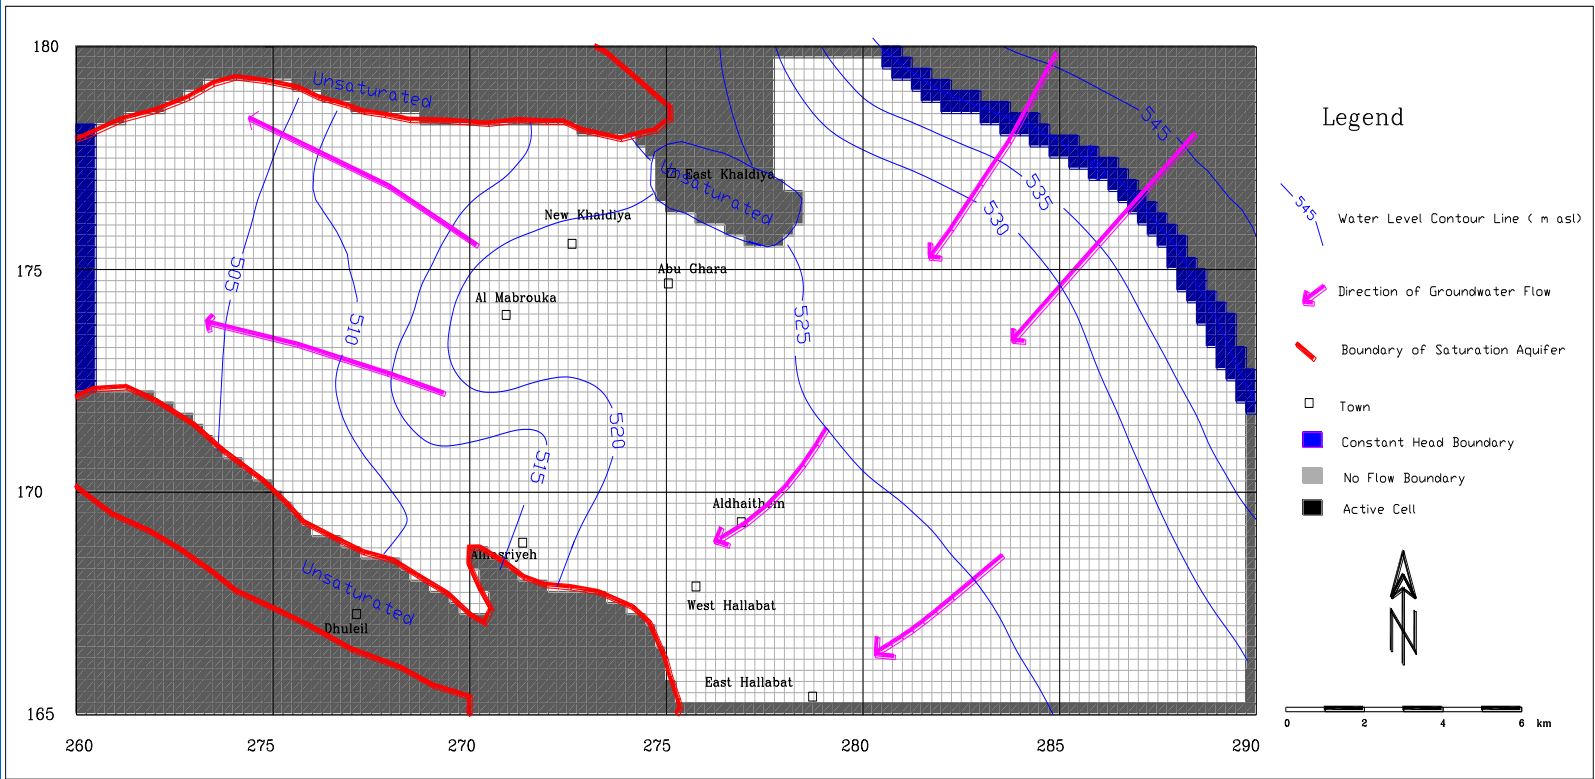 180
Unsaturated
545
Legend
Unsaturated
East Khaldiya
535
530
545
Water Level Contour Line ( m asl)
New Khaldiya
175
505
Abu Ghara
Al Mabrouka
510
525
Direction of Groundwater Flow
Boundary of Saturation Aquifer
Town
520
515
Constant Head Boundary
No Flow Boundary
Active Cell
170
Unsaturated
West Hallabat
Dhuleil
East Hallabat
165
0 2 4 6 km
260 275 270 275 280 285 290
N